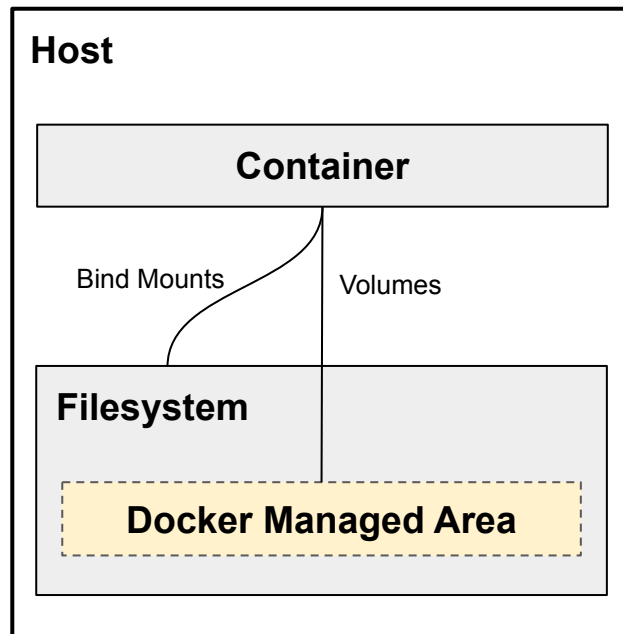 Host
Container
Bind Mounts
Volumes
Filesystem
Docker Managed Area